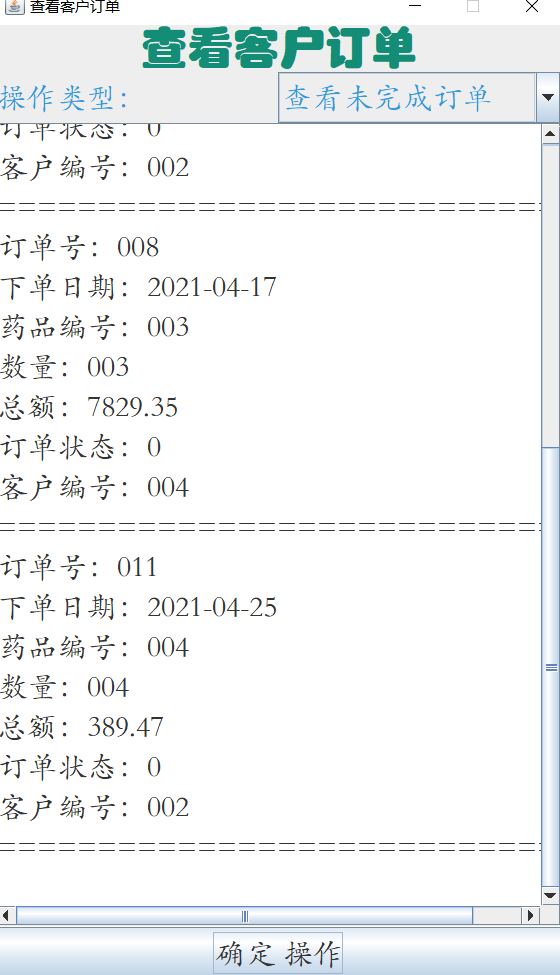 查看客户订单
查看客户订单
操作类型：
查看未完成订单
订单状态：0
客户编号：002
===========================
订单号：008
下单日期：2021-04-17
药品编号：003
数量：003
总额：7829.35
订单状态：0
客户编号：004
===========================
订单号：011
下单日期：2021-04-25
药品编号：004
数量：004
总额：389.47
订单状态：0
客户编号：002
===========================
确定 操作